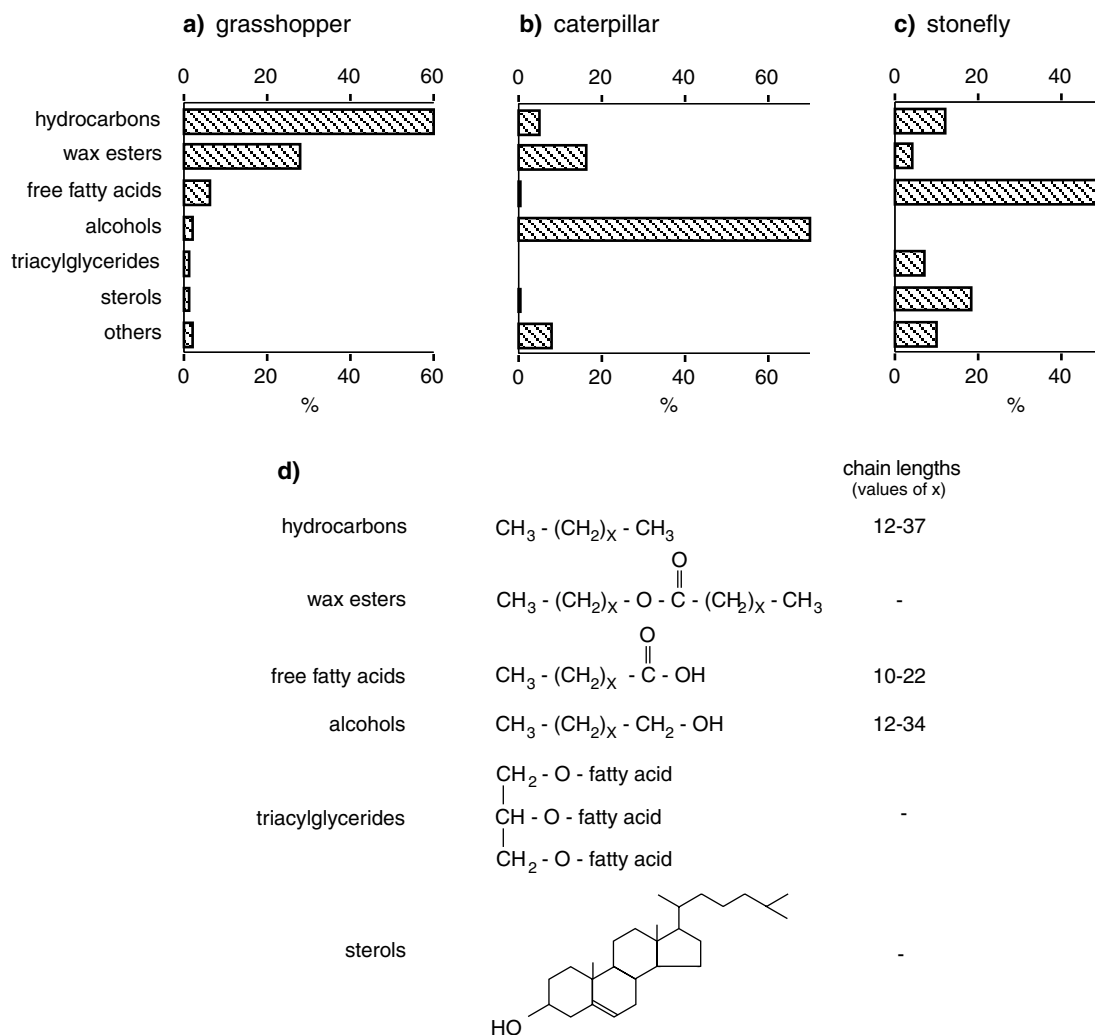 a) grasshopper b) caterpillar c) stonefly
0 20 40 60 0 20 40 60 0 20 40
hydrocarbons
wax esters
free fatty acids
alcohols
triacylglycerides
sterols
others
0 20 40 60 0 20 40 60 0 20 40
% % %
d) chain lengths
(values of x)
hydrocarbons CH₃ - (CH₂)ₓ - CH₃ 12-37
O
wax esters CH₃ - (CH₂)ₓ - O - C - (CH₂)ₓ - CH₃ -
O
free fatty acids CH₃ - (CH₂)ₓ - C - OH 10-22
alcohols CH₃ - (CH₂)ₓ - CH₂ - OH 12-34
CH₂ - O - fatty acid
triacylglycerides CH - O - fatty acid -
CH₂ - O - fatty acid
sterols -
HO